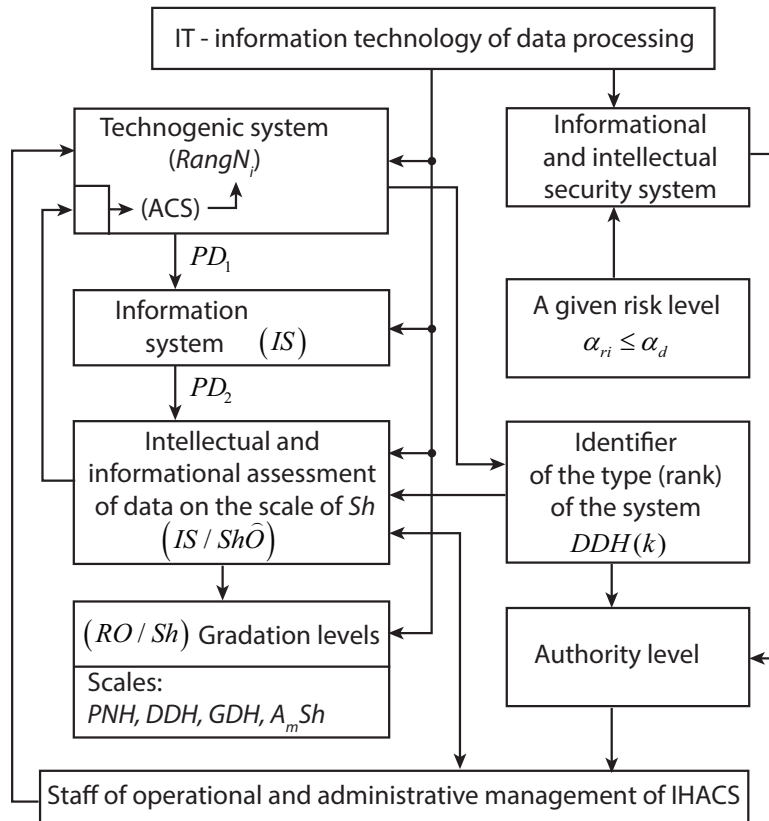 IT - information technology of data processing
Technogenic system
(RangN_i)
(ACS)
PD_1
Information
system (IS)
PD_2
Intellectual and
informational assessment
of data on the scale of Sh
(IS / ShÔ)
(RO / Sh) Gradation levels
Scales:
PNH, DDH, GDH, A_mSh
Informational
and intellectual
security system
A given risk level
α_ri ≤ α_d
Identifier
of the type (rank)
of the system
DDH(k)
Authority level
Staff of operational and administrative management of IHACS